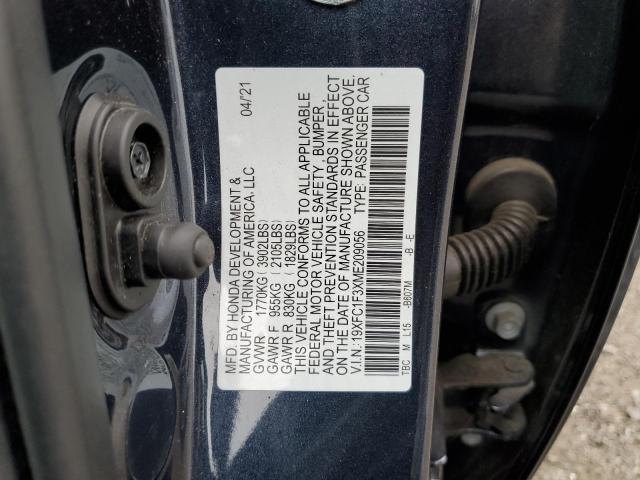 MFD. BY HONDA DEVELOPMENT & 04/'21
MANUFACTURING OF AMERICA, LLC
GVWR 1770KG (3902LBS)
GAWR F 955KG (2105LBS)
GAWR R 830KG (1829LBS)
THIS VEHICLE CONFORMS TO ALL APPLICABLE
FEDERAL MOTOR VEHICLE SAFETY, BUMPER,
AND THEFT PREVENTION STANDARDS IN EFFECT
ON THE DATE OF MANUFACTURE SHOWN ABOVE.
V.I.N: 19XFC1F3XME209056 TYPE: PASSENGER CAR
TBC M L15 -B607M -B -E